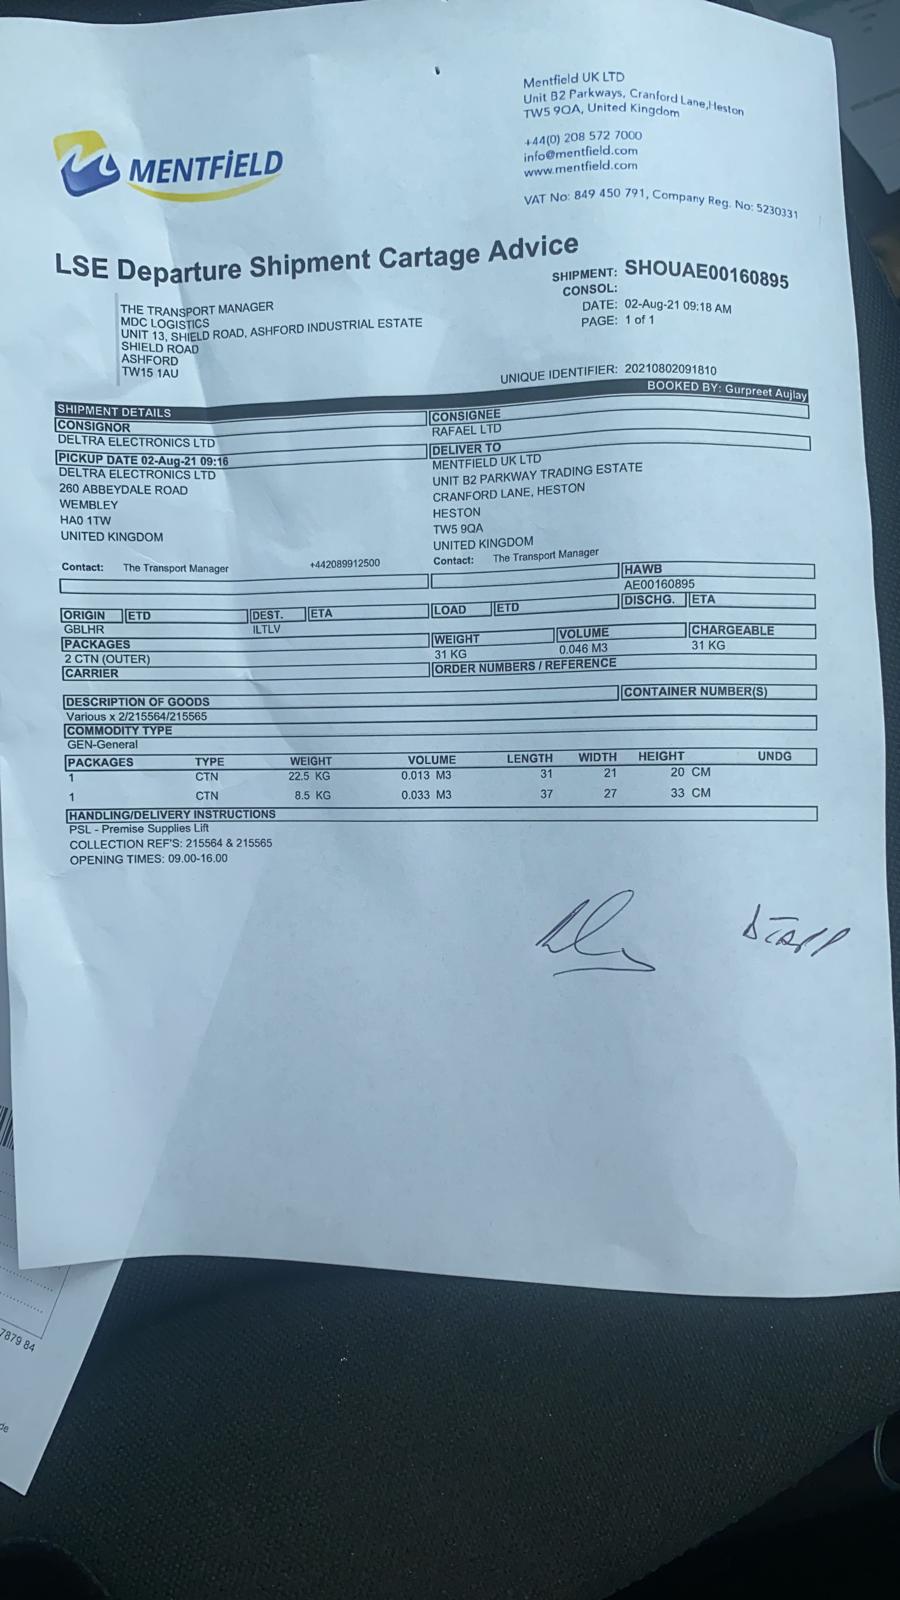 Mentfield UK LTD
Unit B2 Parkways, Cranford Lane,Heston
TW5 9QA, United Kingdom
+44(0) 208 572 7000
info@mentfield.com
www.mentfield.com
VAT No: 849 450 791, Company Reg. No: 5230331
MENTFiELD
LSE Departure Shipment Cartage Advice
SHIPMENT: SHOUAE00160895
CONSOL:
DATE: 02-Aug-21 09:18 AM
PAGE: 1 of 1
THE TRANSPORT MANAGER
MDC LOGISTICS
UNIT 13, SHIELD ROAD, ASHFORD INDUSTRIAL ESTATE
SHIELD ROAD
ASHFORD
TW15 1AU
UNIQUE IDENTIFIER: 20210802091810
BOOKED BY: Gurpreet Aujlay
SHIPMENT DETAILS
CONSIGNOR
DELTRA ELECTRONICS LTD
CONSIGNEE
RAFAEL LTD
PICKUP DATE 02-Aug-21 09:16
DELTRA ELECTRONICS LTD
260 ABBEYDALE ROAD
WEMBLEY
HA0 1TW
UNITED KINGDOM
DELIVER TO
MENTFIELD UK LTD
UNIT B2 PARKWAY TRADING ESTATE
CRANFORD LANE, HESTON
HESTON
TW5 9QA
UNITED KINGDOM
Contact: The Transport Manager +442089912500
Contact: The Transport Manager
HAWB
AE00160895
ORIGIN ETD DEST. ETA LOAD ETD DISCHG. ETA
GBLHR ILTLV
PACKAGES WEIGHT VOLUME CHARGEABLE
2 CTN (OUTER) 31 KG 0.046 M3 31 KG
CARRIER ORDER NUMBERS / REFERENCE
DESCRIPTION OF GOODS CONTAINER NUMBER(S)
Various x 2/215564/215565
COMMODITY TYPE
GEN-General
PACKAGES TYPE WEIGHT VOLUME LENGTH WIDTH HEIGHT UNDG
1 CTN 22.5 KG 0.013 M3 31 21 20 CM
1 CTN 8.5 KG 0.033 M3 37 27 33 CM
HANDLING/DELIVERY INSTRUCTIONS
PSL - Premise Supplies Lift
COLLECTION REF'S: 215564 & 215565
OPENING TIMES: 09.00-16.00
7879 84